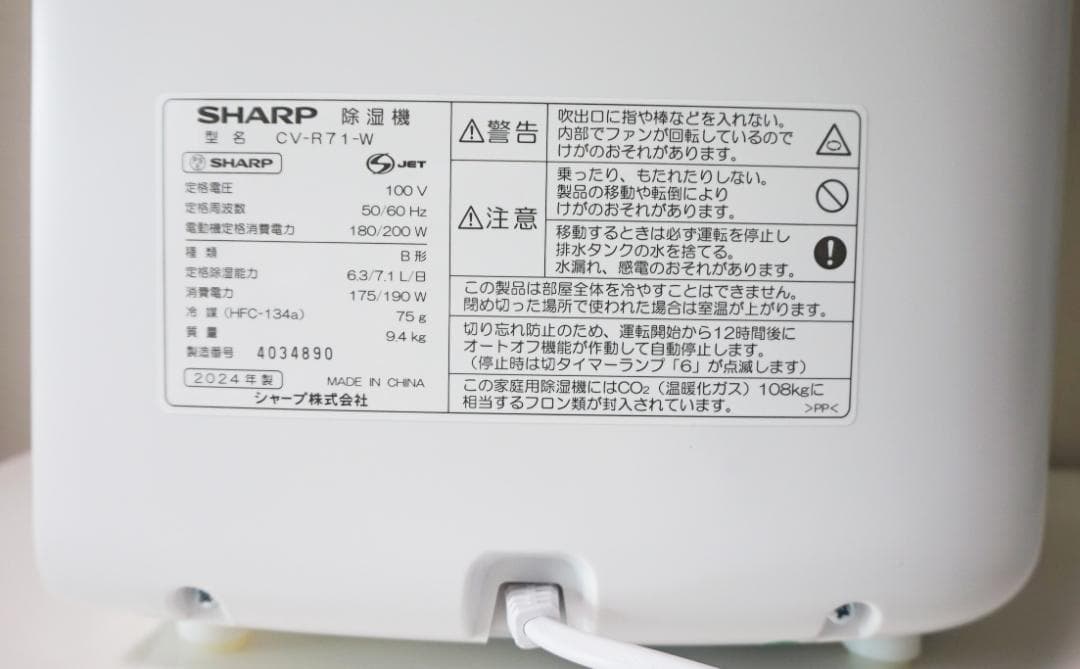 SHARP 除湿機
型 名 CV-R71-W
SHARP JET
定格電圧 100 V
定格周波数 50/60 Hz
電動機定格消費電力 180/200 W
種 類 B 形
定格除湿能力 6.3/7.1 L/日
消費電力 175/190 W
冷 媒 (HFC-134a) 75 g
質 量 9.4 kg
製造番号 4034890
2024年製 MADE IN CHINA
シャープ株式会社
⚠警告
吹出口に指や棒などを入れない。
内部でファンが回転しているので
けがのおそれがあります。
⚠注意
乗ったり、もたれたりしない。
製品の移動や転倒により
けがのおそれがあります。
移動するときは必ず運転を停止し
排水タンクの水を捨てる。
水漏れ、感電のおそれがあります。
この製品は部屋全体を冷やすことはできません。
閉め切った場所で使われた場合は室温が上がります。
切り忘れ防止のため、運転開始から12時間後に
オートオフ機能が作動して自動停止します。
（停止時は切タイマーランプ「6」が点滅します）
この家庭用除湿機にはCO₂（温暖化ガス）108kgに
相当するフロン類が封入されています。 >PP<